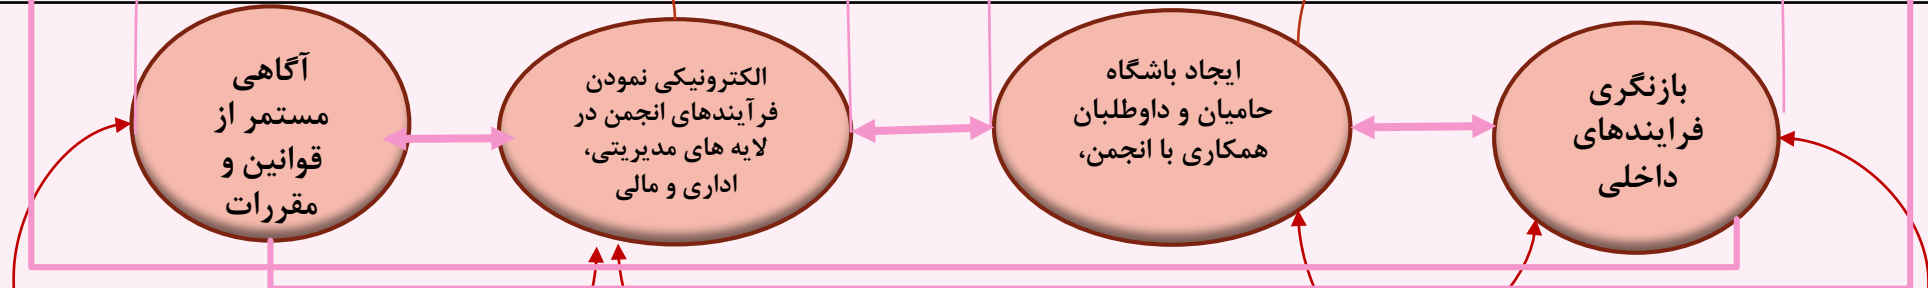 بازنگری
فرایندهای
داخلی
ایجاد باشگاه
حامیان و داوطلبان
همکاری با انجمن،
الکترونیکی نمودن
فرآیندهای انجمن در
لایه های مدیریتی،
اداری و مالی
آگاهی
مستمر از
قوانین و
مقررات